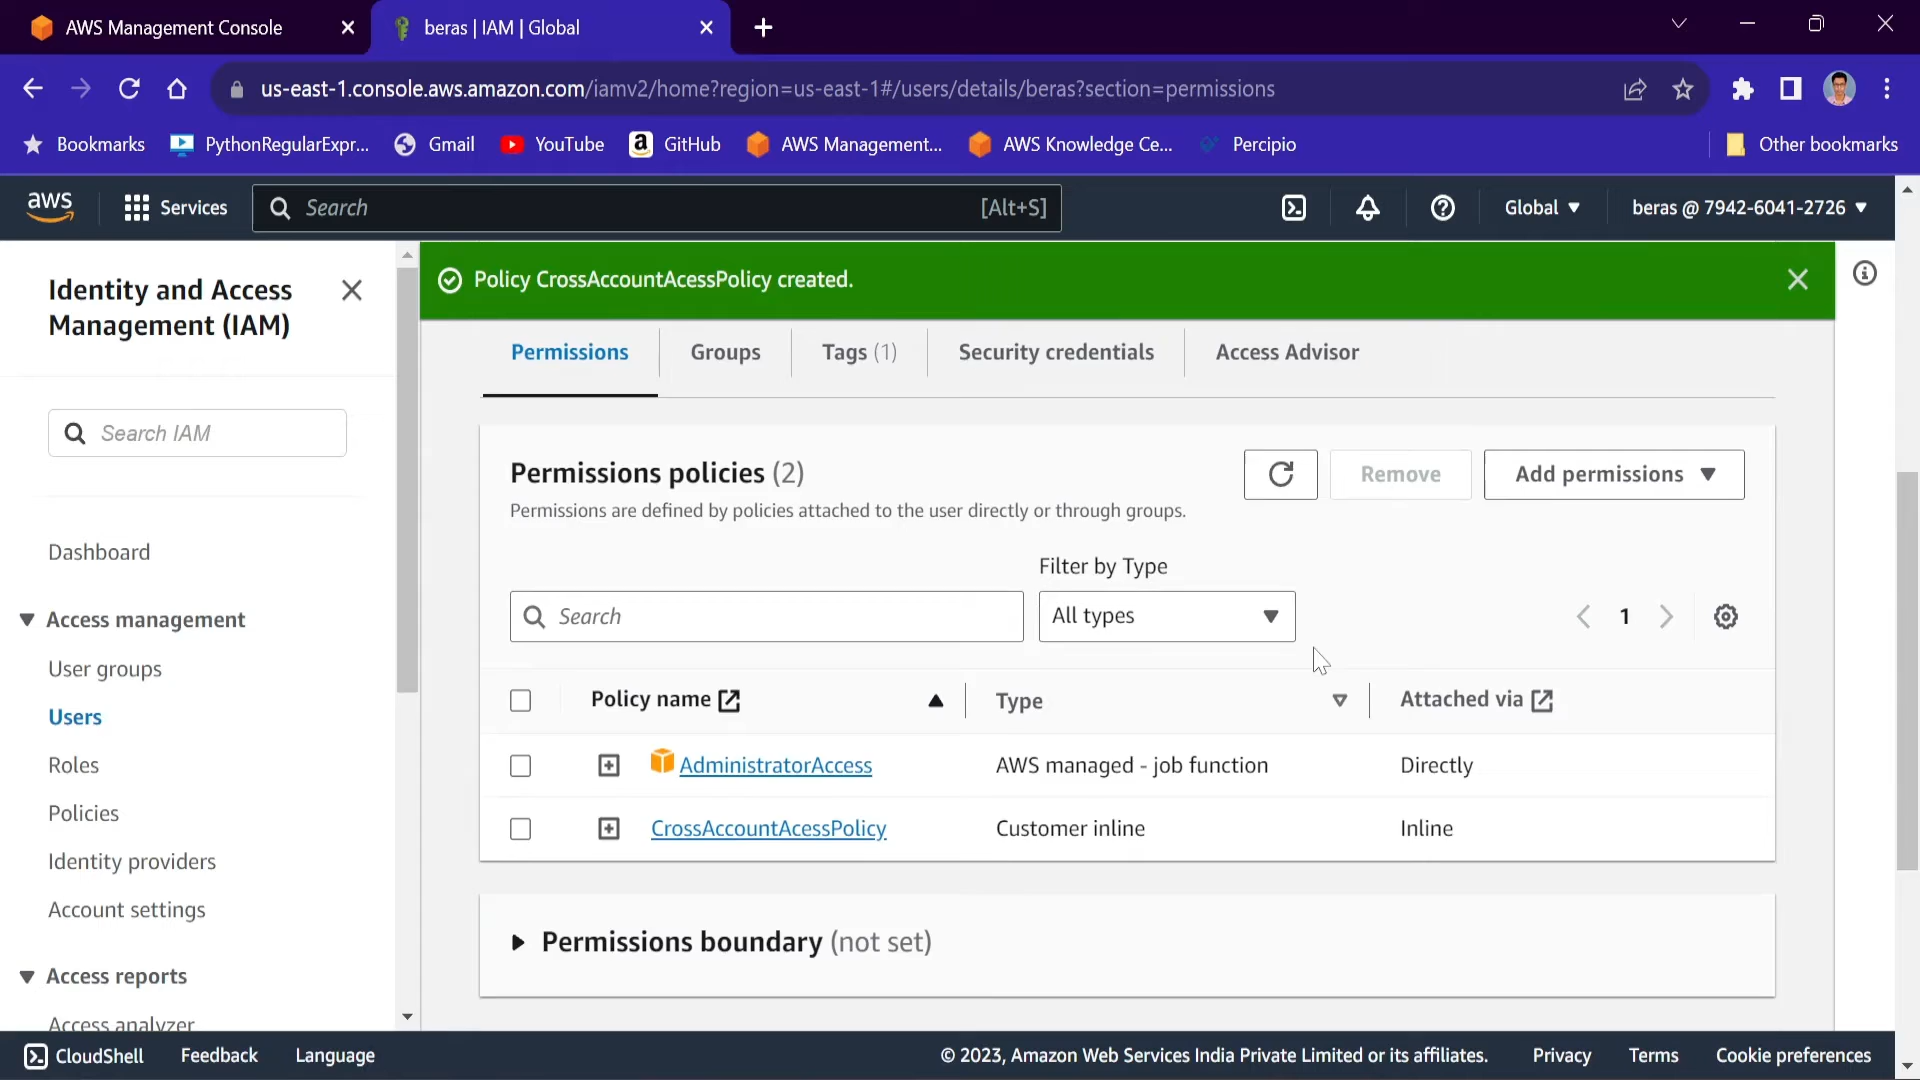 AWS Management Console
beras | IAM | Global
us-east-1.console.aws.amazon.com/iamv2/home?region=us-east-1#/users/details/beras?section=permissions
Bookmarks PythonRegularExpr... Gmail YouTube GitHub AWS Management... AWS Knowledge Ce... Percipio Other bookmarks
aws Services Search [Alt+S] Global beras @ 7942-6041-2726
Identity and Access
Management (IAM)
Search IAM
Dashboard
Access management
User groups
Users
Roles
Policies
Identity providers
Account settings
Access reports
Access analyzer
Policy CrossAccountAcessPolicy created.
Permissions Groups Tags (1) Security credentials Access Advisor
Permissions policies (2)
Remove Add permissions
Permissions are defined by policies attached to the user directly or through groups.
Filter by Type
Search All types 1
Policy name Type Attached via
AdministratorAccess AWS managed - job function Directly
CrossAccountAcessPolicy Customer inline Inline
Permissions boundary (not set)
CloudShell Feedback Language © 2023, Amazon Web Services India Private Limited or its affiliates. Privacy Terms Cookie preferences